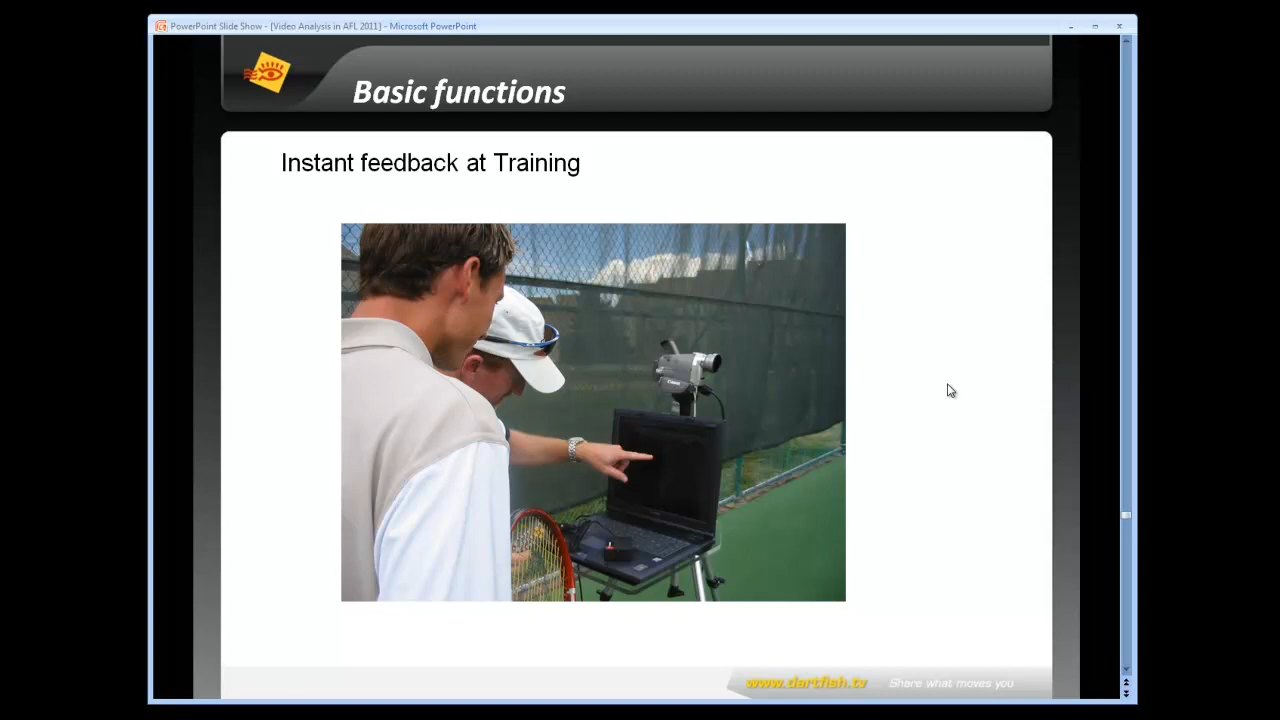 PowerPoint Slide Show - [Video Analysis in AFL 2011] - Microsoft PowerPoint
Basic functions
Instant feedback at Training
Canon
www.dartfish.tv Share what moves you